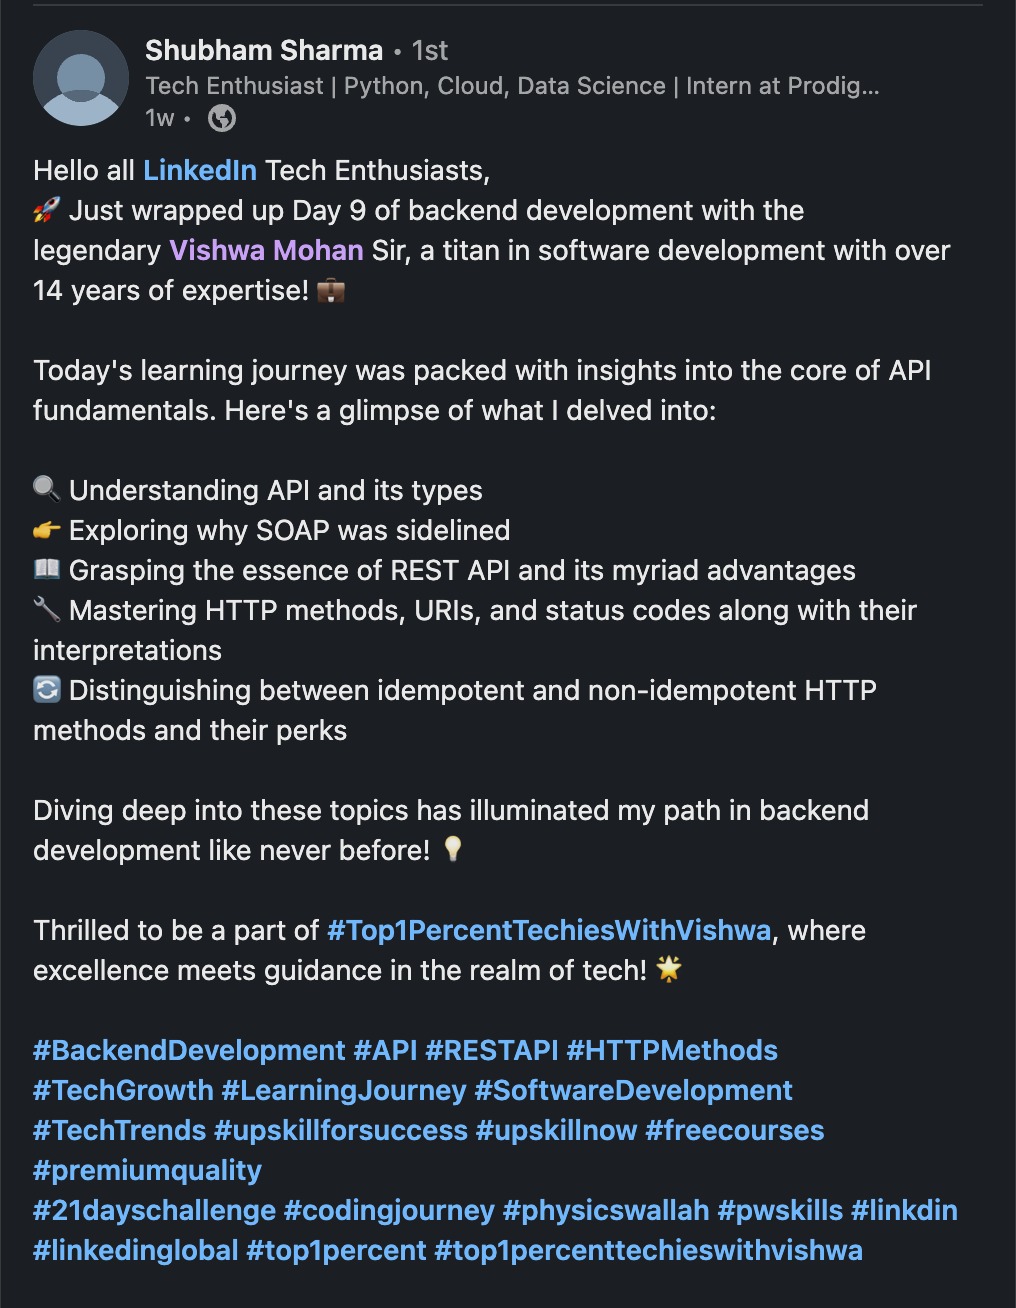 Shubham Sharma • 1st
Tech Enthusiast | Python, Cloud, Data Science | Intern at Prodig...
1w •
Hello all LinkedIn Tech Enthusiasts,
🚀 Just wrapped up Day 9 of backend development with the
legendary Vishwa Mohan Sir, a titan in software development with over
14 years of expertise! 💼
Today's learning journey was packed with insights into the core of API
fundamentals. Here's a glimpse of what I delved into:
🔍 Understanding API and its types
👉 Exploring why SOAP was sidelined
📖 Grasping the essence of REST API and its myriad advantages
🔧 Mastering HTTP methods, URIs, and status codes along with their
interpretations
🔄 Distinguishing between idempotent and non-idempotent HTTP
methods and their perks
Diving deep into these topics has illuminated my path in backend
development like never before! 💡
Thrilled to be a part of #Top1PercentTechiesWithVishwa, where
excellence meets guidance in the realm of tech! 🌟
#BackendDevelopment #API #RESTAPI #HTTPMethods
#TechGrowth #LearningJourney #SoftwareDevelopment
#TechTrends #upskillforsuccess #upskillnow #freecourses
#premiumquality
#21dayschallenge #codingjourney #physicswallah #pwskills #linkdin
#linkedinglobal #top1percent #top1percenttechieswithvishwa